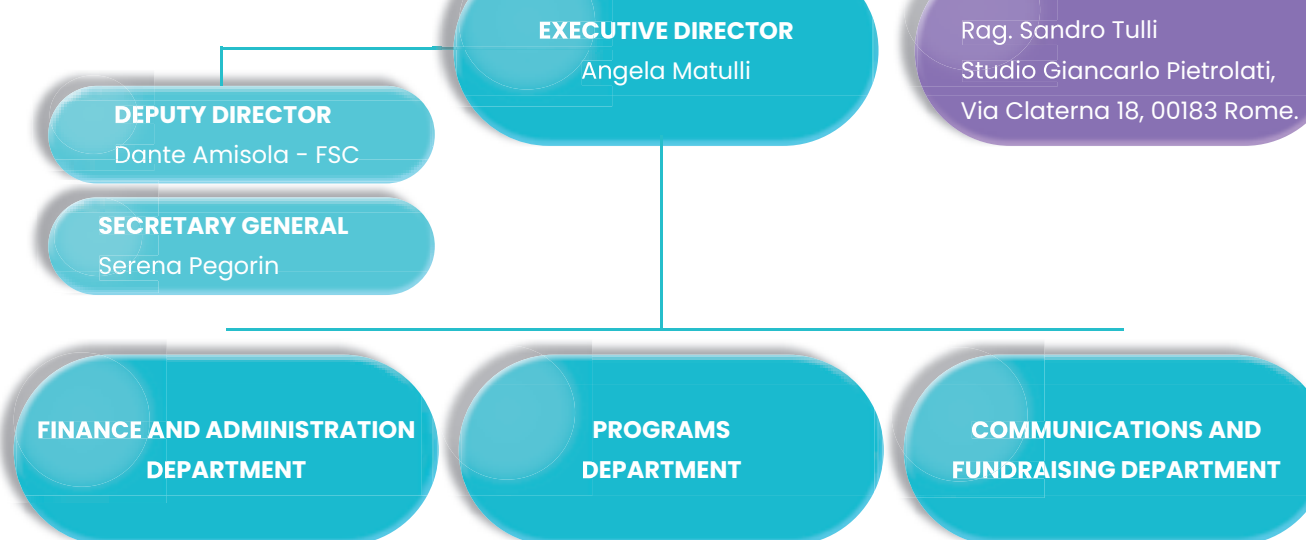 EXECUTIVE DIRECTOR
Angela Matulli
Rag. Sandro Tulli
Studio Giancarlo Pietrolati,
Via Claterna 18, 00183 Rome.
DEPUTY DIRECTOR
Dante Amisola - FSC
SECRETARY GENERAL
Serena Pegorin
FINANCE AND ADMINISTRATION
DEPARTMENT
PROGRAMS
DEPARTMENT
COMMUNICATIONS AND
FUNDRAISING DEPARTMENT